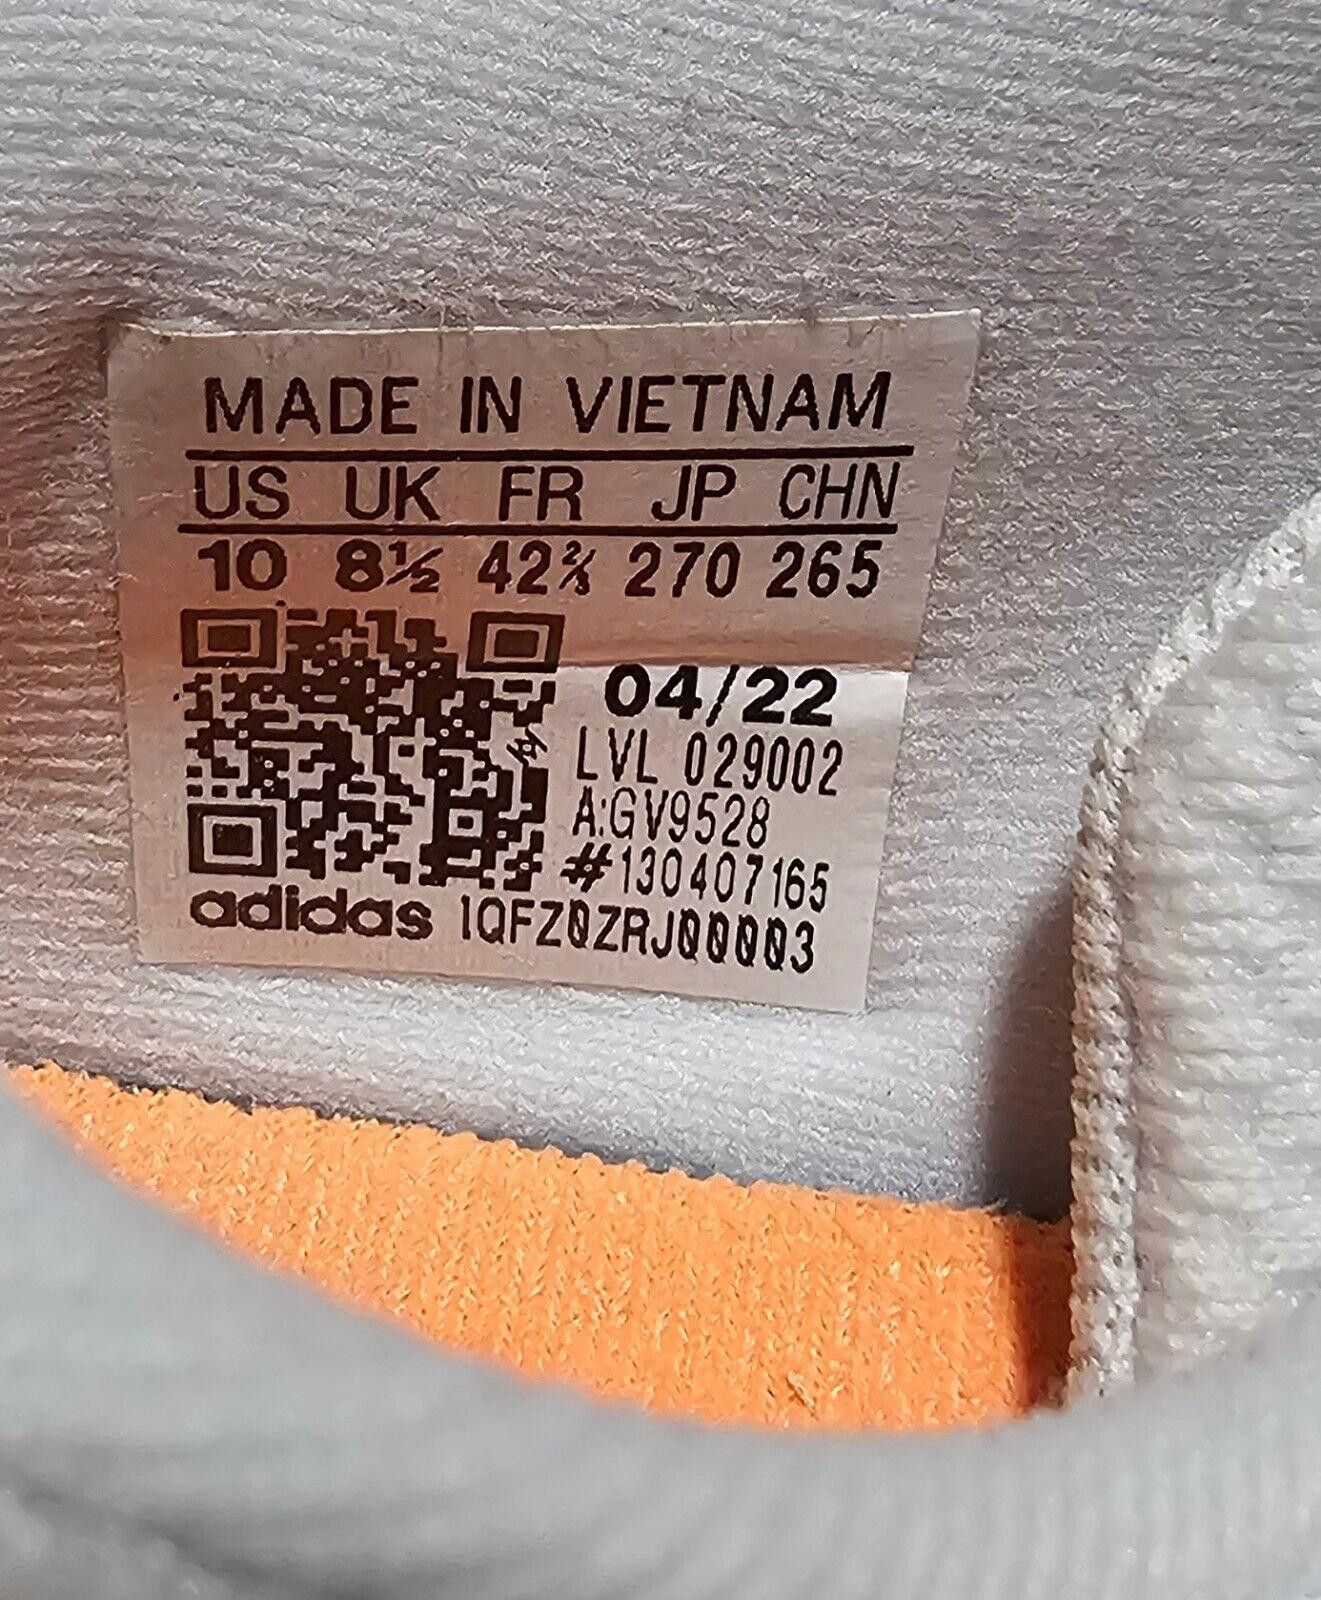 MADE IN VIETNAM
US UK FR JP CHN
10 8½ 42⅔ 270 265
04/22
LVL 029002
A:GV9528
#130407165
adidas 1QFZ0ZRJ00003